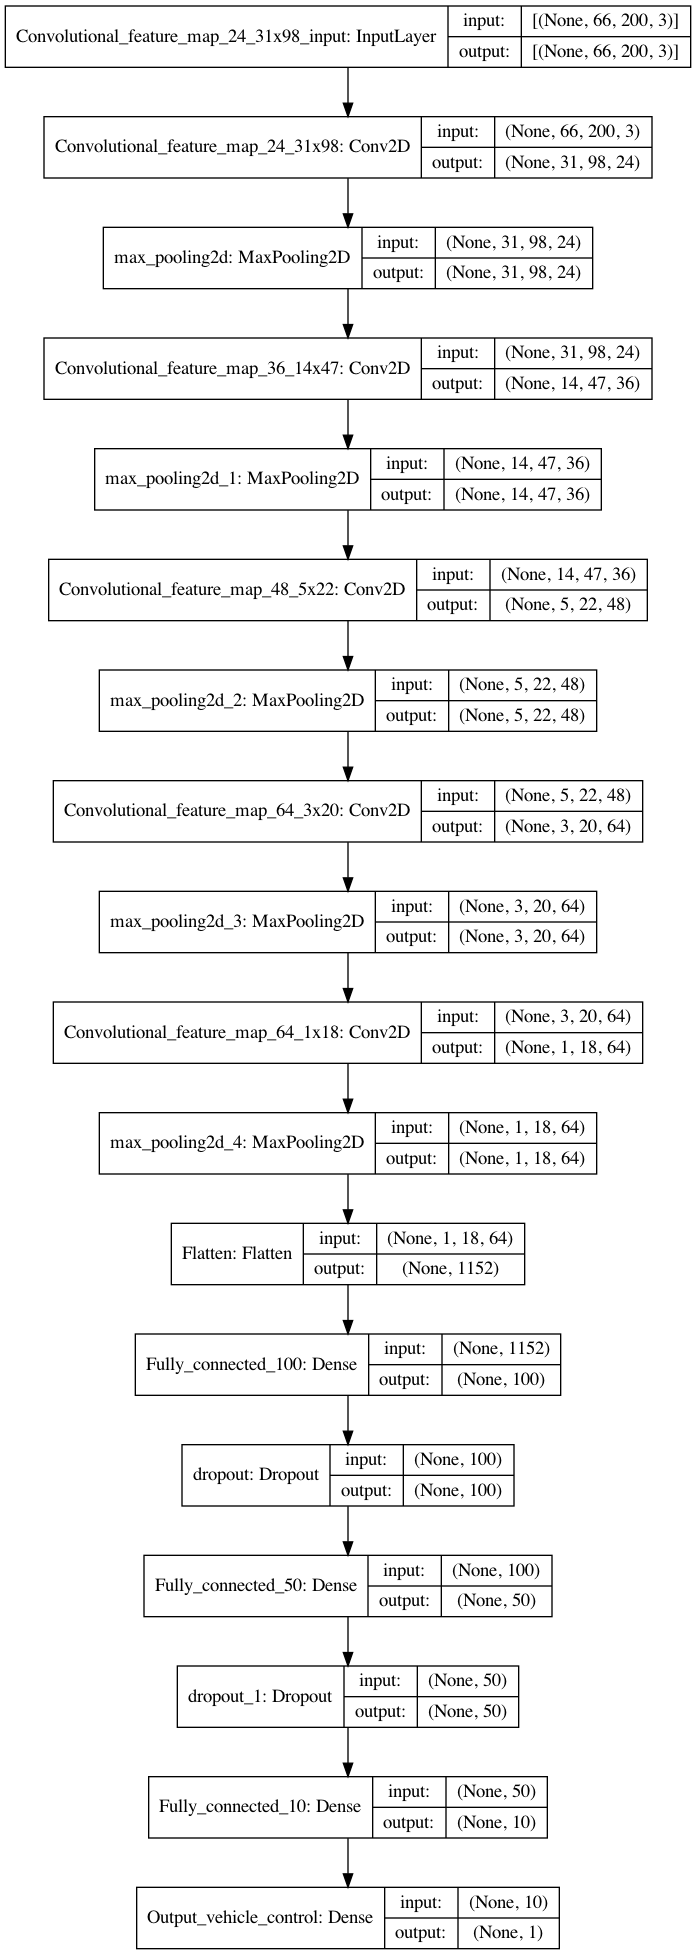 Convolutional_feature_map_24_31x98_input: InputLayer
input: [(None, 66, 200, 3)]
output: [(None, 66, 200, 3)]
Convolutional_feature_map_24_31x98: Conv2D
input: (None, 66, 200, 3)
output: (None, 31, 98, 24)
max_pooling2d: MaxPooling2D
input: (None, 31, 98, 24)
output: (None, 31, 98, 24)
Convolutional_feature_map_36_14x47: Conv2D
input: (None, 31, 98, 24)
output: (None, 14, 47, 36)
max_pooling2d_1: MaxPooling2D
input: (None, 14, 47, 36)
output: (None, 14, 47, 36)
Convolutional_feature_map_48_5x22: Conv2D
input: (None, 14, 47, 36)
output: (None, 5, 22, 48)
max_pooling2d_2: MaxPooling2D
input: (None, 5, 22, 48)
output: (None, 5, 22, 48)
Convolutional_feature_map_64_3x20: Conv2D
input: (None, 5, 22, 48)
output: (None, 3, 20, 64)
max_pooling2d_3: MaxPooling2D
input: (None, 3, 20, 64)
output: (None, 3, 20, 64)
Convolutional_feature_map_64_1x18: Conv2D
input: (None, 3, 20, 64)
output: (None, 1, 18, 64)
max_pooling2d_4: MaxPooling2D
input: (None, 1, 18, 64)
output: (None, 1, 18, 64)
Flatten: Flatten
input: (None, 1, 18, 64)
output: (None, 1152)
Fully_connected_100: Dense
input: (None, 1152)
output: (None, 100)
dropout: Dropout
input: (None, 100)
output: (None, 100)
Fully_connected_50: Dense
input: (None, 100)
output: (None, 50)
dropout_1: Dropout
input: (None, 50)
output: (None, 50)
Fully_connected_10: Dense
input: (None, 50)
output: (None, 10)
Output_vehicle_control: Dense
input: (None, 10)
output: (None, 1)